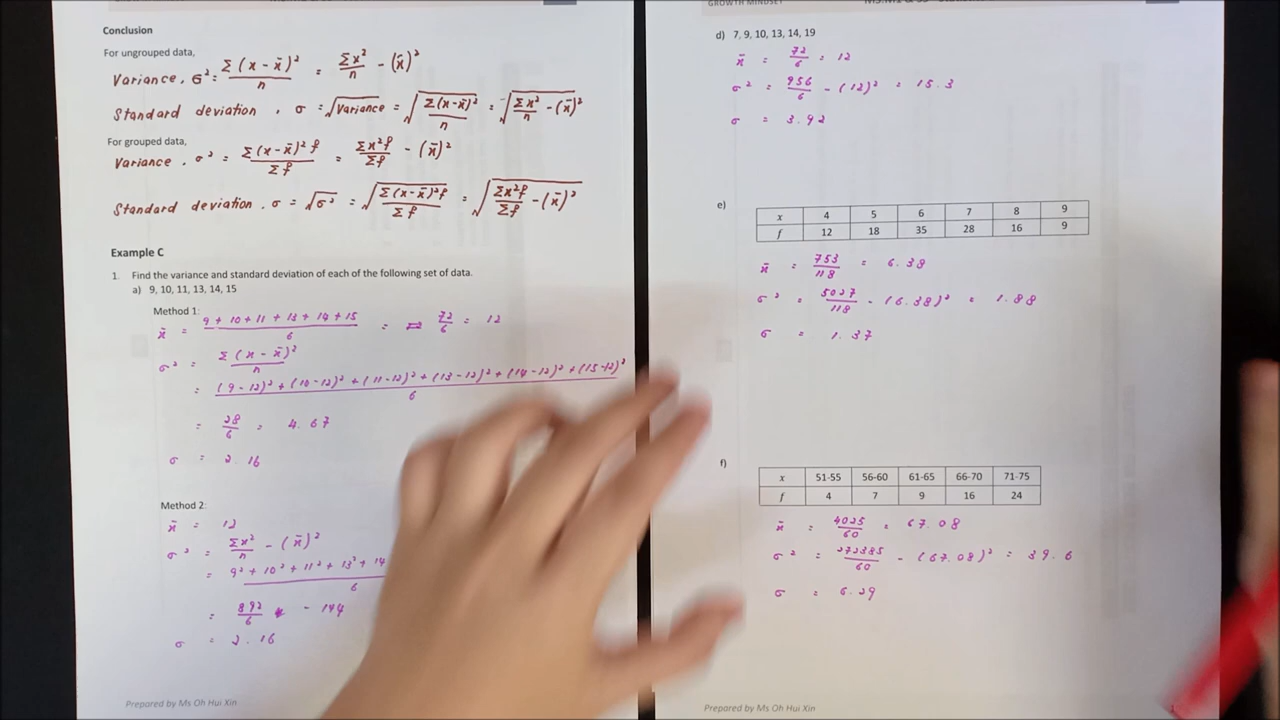 GROWTH MINDSET
Conclusion
For ungrouped data,
Variance, σ² = Σ(x - x̄)² / n = Σx² / n - (x̄)²
Standard deviation, σ = √Variance = √(Σ(x-x̄)² / n) = √(Σx² / n - (x̄)²)
For grouped data,
Variance, σ² = Σ(x-x̄)² f / Σf = Σx²f / Σf - (x̄)²
Standard deviation, σ = √σ² = √(Σ(x-x̄)²f / Σf) = √(Σx²f / Σf - (x̄)²)
Example C
1. Find the variance and standard deviation of each of the following set of data.
a) 9, 10, 11, 13, 14, 15
Method 1:
x̄ = 9 + 10 + 11 + 13 + 14 + 15 / 6 = 72 / 6 = 12
σ² = Σ(x - x̄)² / n
= (9-12)² + (10-12)² + (11-12)² + (13-12)² + (14-12)² + (15-12)² / 6
= 28 / 6 = 4.67
σ = 2.16
Method 2:
x̄ = 12
σ² = Σx² / n - (x̄)²
= 9² + 10² + 11² + 13² + 14 / 6
= 892 / 6 - 144
σ = 2.16
Prepared by Ms Oh Hui Xin
d) 7, 9, 10, 13, 14, 19
x̄ = 72 / 6 = 12
σ² = 956 / 6 - (12)² = 15.3
σ = 3.92
e)
x 4 5 6 7 8 9
f 12 18 35 28 16 9
x̄ = 753 / 118 = 6.38
σ² = 5027 / 118 - (6.38)² = 1.88
σ = 1.37
f)
x 51-55 56-60 61-65 66-70 71-75
f 4 7 9 16 24
x̄ = 4025 / 60 = 67.08
σ² = 272385 / 60 - (67.08)² = 39.6
σ = 6.29
Prepared by Ms Oh Hui Xin